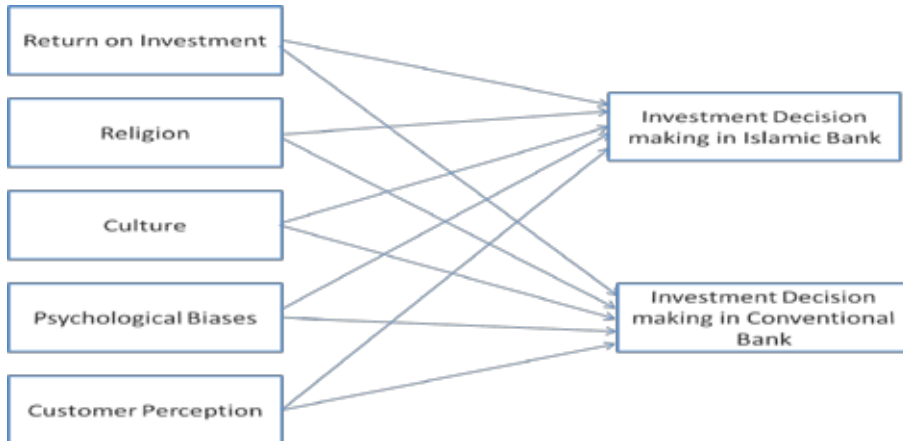 Return on Investment
Religion
Culture
Psychological Biases
Customer Perception
Investment Decision
making in Islamic Bank
Investment Decision
making in Conventional
Bank